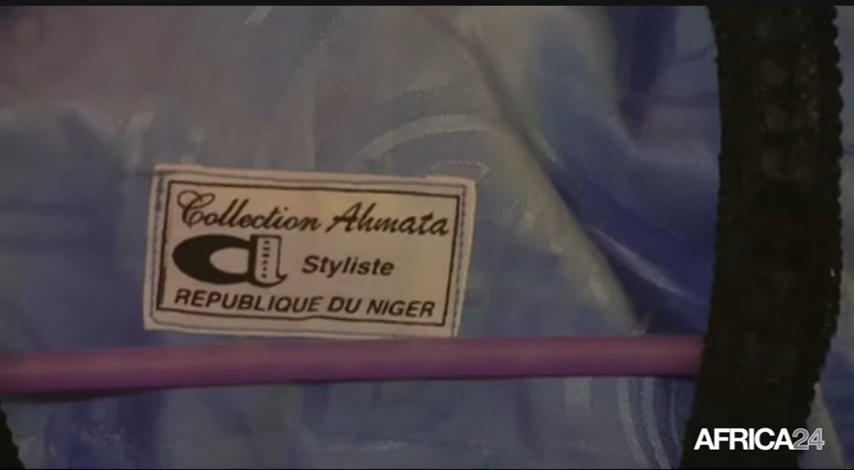 Collection Ahmata
Styliste
REPUBLIQUE DU NIGER
AFRICA24